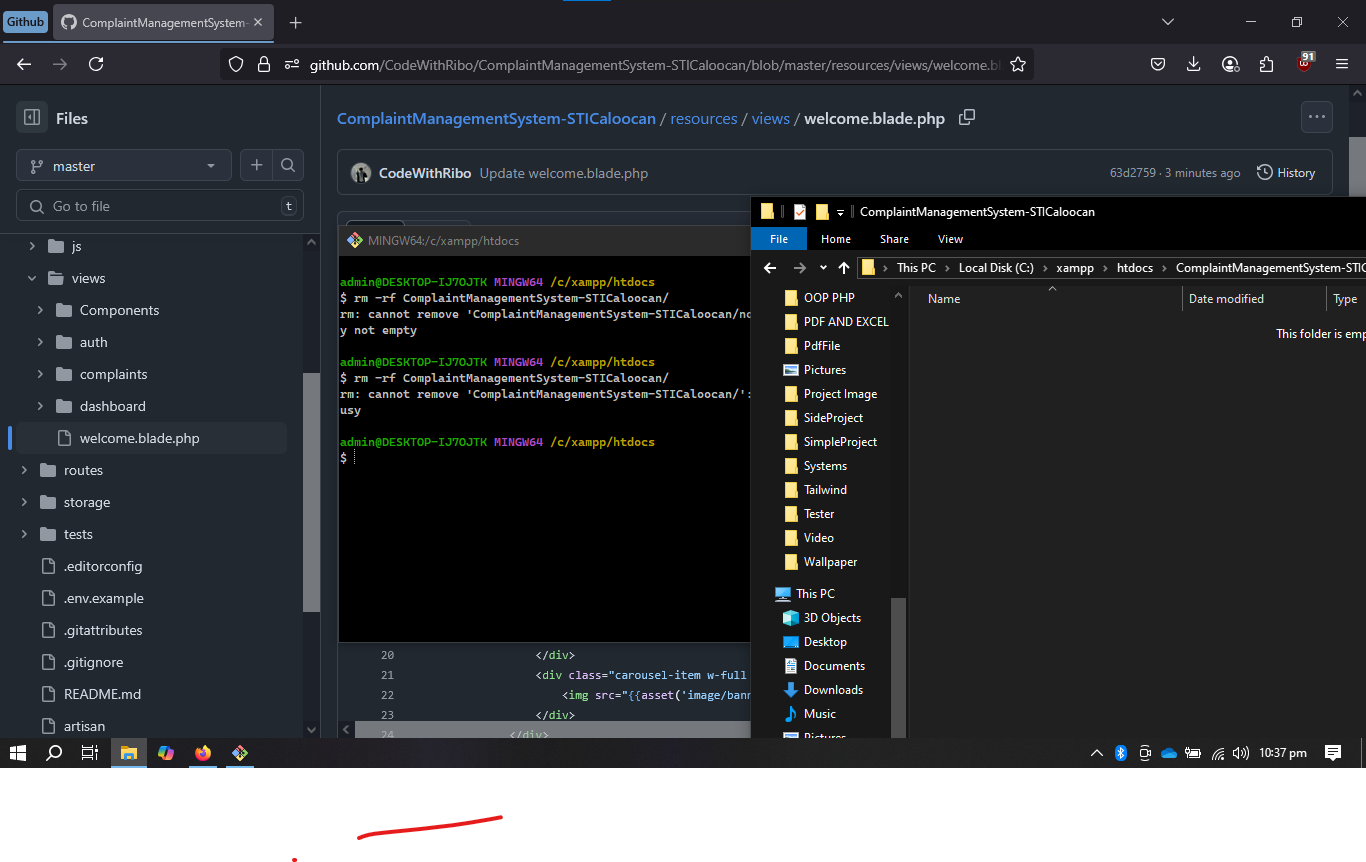 Github
ComplaintManagementSystem-
github.com/CodeWithRibo/ComplaintManagementSystem-STICaloocan/blob/master/resources/views/welcome.bl
91
Files
master
Go to file
t
js
views
Components
auth
complaints
dashboard
welcome.blade.php
routes
storage
tests
.editorconfig
.env.example
.gitattributes
.gitignore
README.md
artisan
ComplaintManagementSystem-STICaloocan / resources / views / welcome.blade.php
CodeWithRibo Update welcome.blade.php
63d2759 · 3 minutes ago
History
MINGW64:/c/xampp/htdocs
admin@DESKTOP-IJ7OJTK MINGW64 /c/xampp/htdocs
$ rm -rf ComplaintManagementSystem-STICaloocan/
rm: cannot remove 'ComplaintManagementSystem-STICaloocan/no
y not empty
admin@DESKTOP-IJ7OJTK MINGW64 /c/xampp/htdocs
$ rm -rf ComplaintManagementSystem-STICaloocan/
rm: cannot remove 'ComplaintManagementSystem-STICaloocan/':
usy
admin@DESKTOP-IJ7OJTK MINGW64 /c/xampp/htdocs
$
20 </div>
21 <div class="carousel-item w-full
22 <img src="{{asset('image/bann
23 </div>
24 </div>
ComplaintManagementSystem-STICaloocan
File Home Share View
This PC > Local Disk (C:) > xampp > htdocs > ComplaintManagementSystem-STIC
Name Date modified Type
This folder is emp
OOP PHP
PDF AND EXCEL
PdfFile
Pictures
Project Image
SideProject
SimpleProject
Systems
Tailwind
Tester
Video
Wallpaper
This PC
3D Objects
Desktop
Documents
Downloads
Music
Pictures
10:37 pm